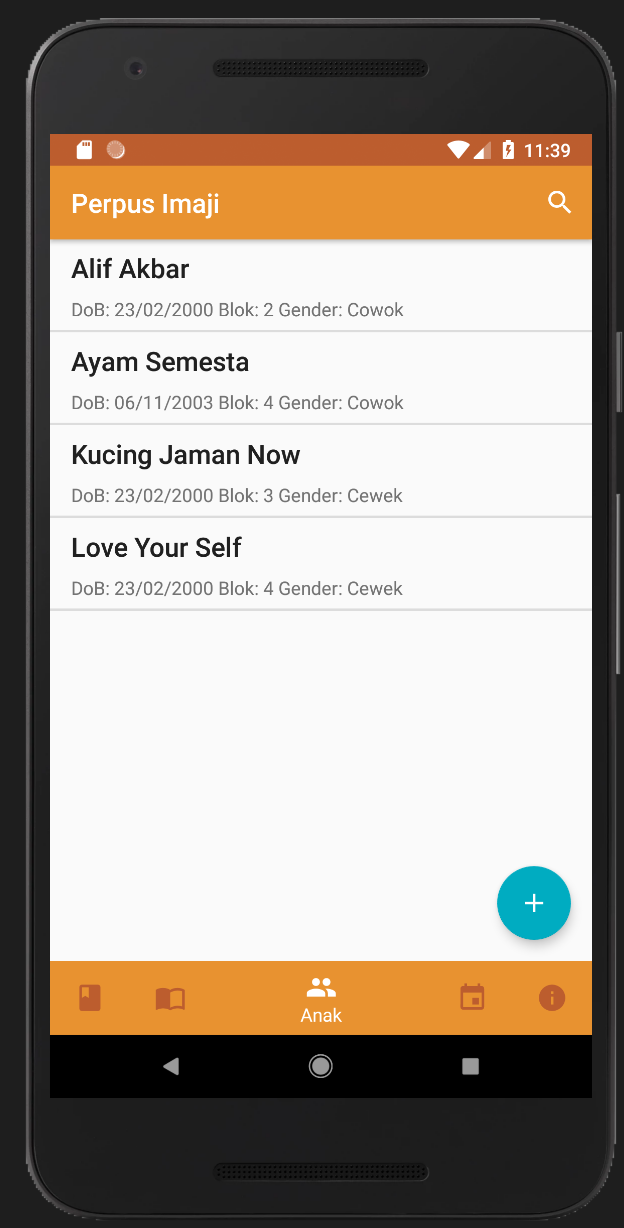 11:39
Perpus Imaji
Alif Akbar
DoB: 23/02/2000 Blok: 2 Gender: Cowok
Ayam Semesta
DoB: 06/11/2003 Blok: 4 Gender: Cowok
Kucing Jaman Now
DoB: 23/02/2000 Blok: 3 Gender: Cewek
Love Your Self
DoB: 23/02/2000 Blok: 4 Gender: Cewek
Anak